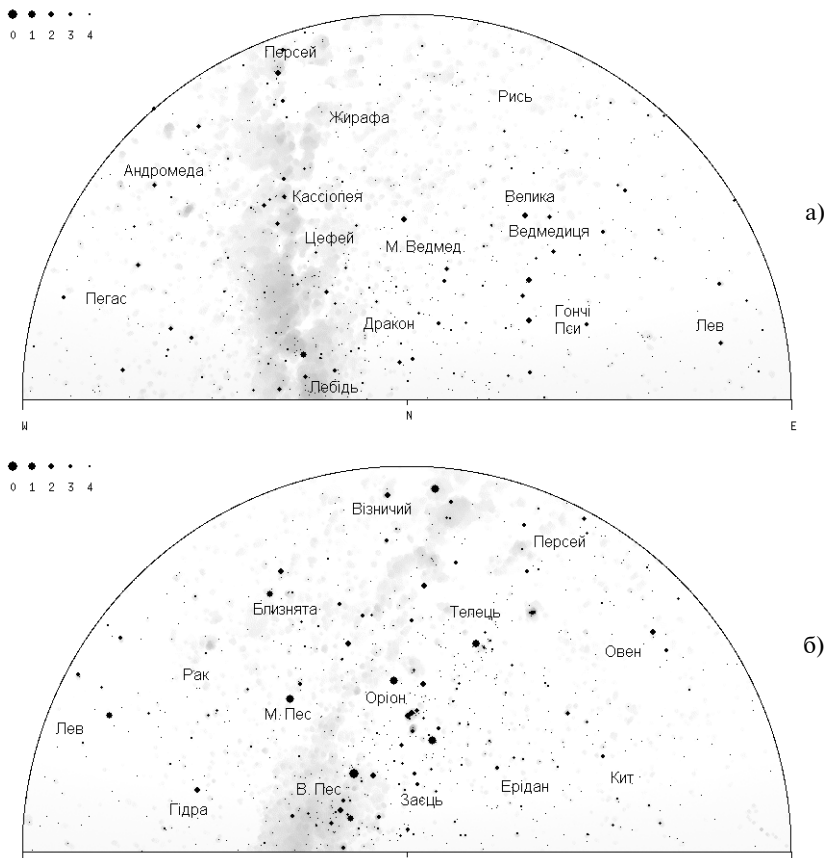 0 1 2 3 4
Персей
Рись
Жирафа
Андромеда
Кассіопея
Велика
Ведмедиця
а)
Цефей
М. Ведмед.
Пегас
Дракон
Гончі
Пси
Лев
Лебідь
W N E
0 1 2 3 4
Візничий
Персей
Близнята
Телець
Овен
б)
Рак
Оріон
М. Пес
Лев
Кит
В. Пес
Ерідан
Заєць
Гідра